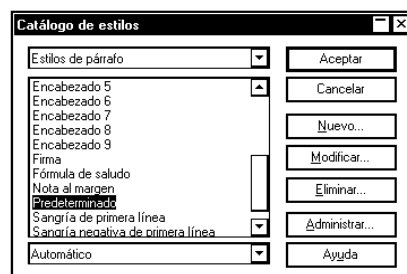 Catálogo de estilos
Estilos de párrafo
Encabezado 5
Encabezado 6
Encabezado 7
Encabezado 8
Encabezado 9
Firma
Fórmula de saludo
Nota al margen
Predeterminado
Sangría de primera línea
Sangría negativa de primera línea
Automático
Aceptar
Cancelar
Nuevo...
Modificar...
Eliminar...
Administrar...
Ayuda